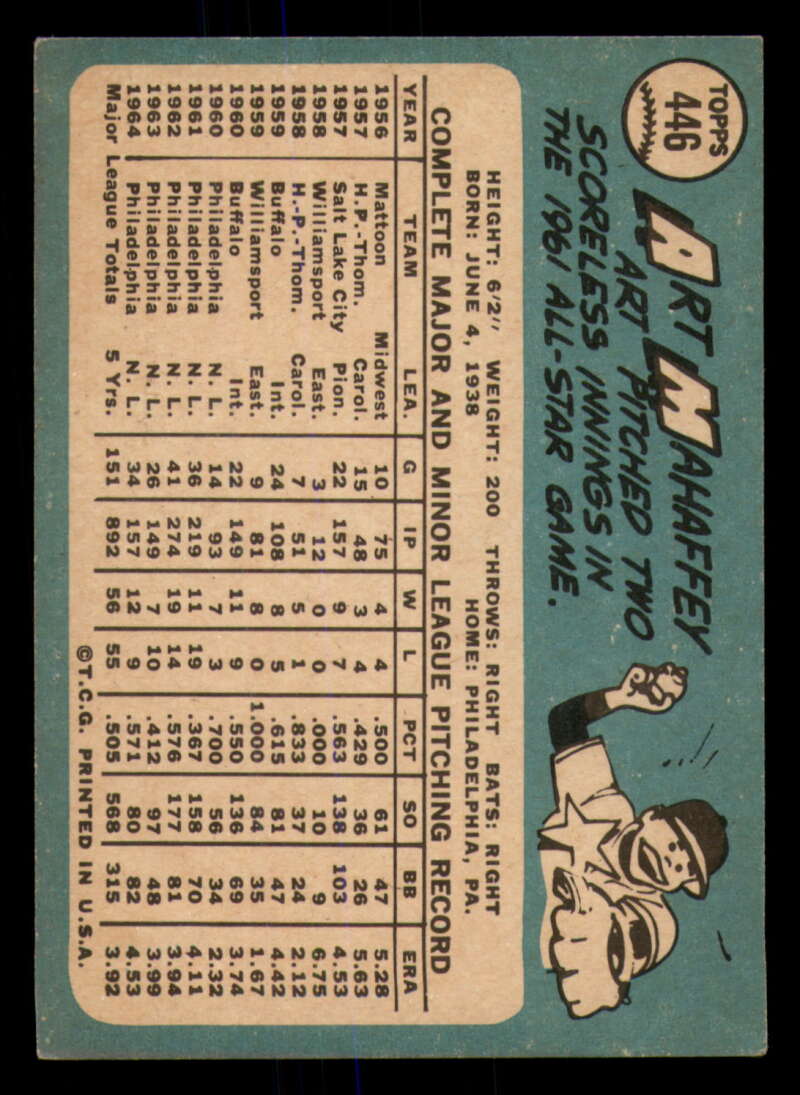 TOPPS
446
ART MAHAFFEY
ART PITCHED TWO
SCORELESS INNINGS IN
THE 1961 ALL-STAR GAME.
HEIGHT: 6'2" WEIGHT: 200 THROWS: RIGHT BATS: RIGHT
BORN: JUNE 4, 1938 HOME: PHILADELPHIA, PA.
COMPLETE MAJOR AND MINOR LEAGUE PITCHING RECORD
YEAR TEAM LEA. G IP W L PCT SO BB ERA
1956 Mattoon Midwest 10 75 4 4 .500 61 47 5.28
1957 H.P.-Thom. Carol. 15 48 3 4 .429 36 26 5.63
1957 Salt Lake City Pion. 22 157 9 7 .563 138 103 4.53
1958 Williamsport East. 3 12 0 0 .000 10 9 6.75
1958 H.-P.-Thom. Carol. 7 51 5 1 .833 37 24 2.12
1959 Buffalo Int. 24 108 8 5 .615 81 47 4.42
1959 Williamsport East. 9 81 8 0 1.000 84 35 1.67
1960 Buffalo Int. 22 149 11 9 .550 136 69 3.74
1960 Philadelphia N. L. 14 93 7 3 .700 56 34 2.32
1961 Philadelphia N. L. 36 219 11 19 .367 158 70 4.11
1962 Philadelphia N. L. 41 274 19 14 .576 177 81 3.94
1963 Philadelphia N. L. 26 149 7 10 .412 97 48 3.99
1964 Philadelphia N. L. 34 157 12 9 .571 80 82 4.53
Major League Totals 5 Yrs. 151 892 56 55 .505 568 315 3.92
©T.C.G. PRINTED IN U.S.A.